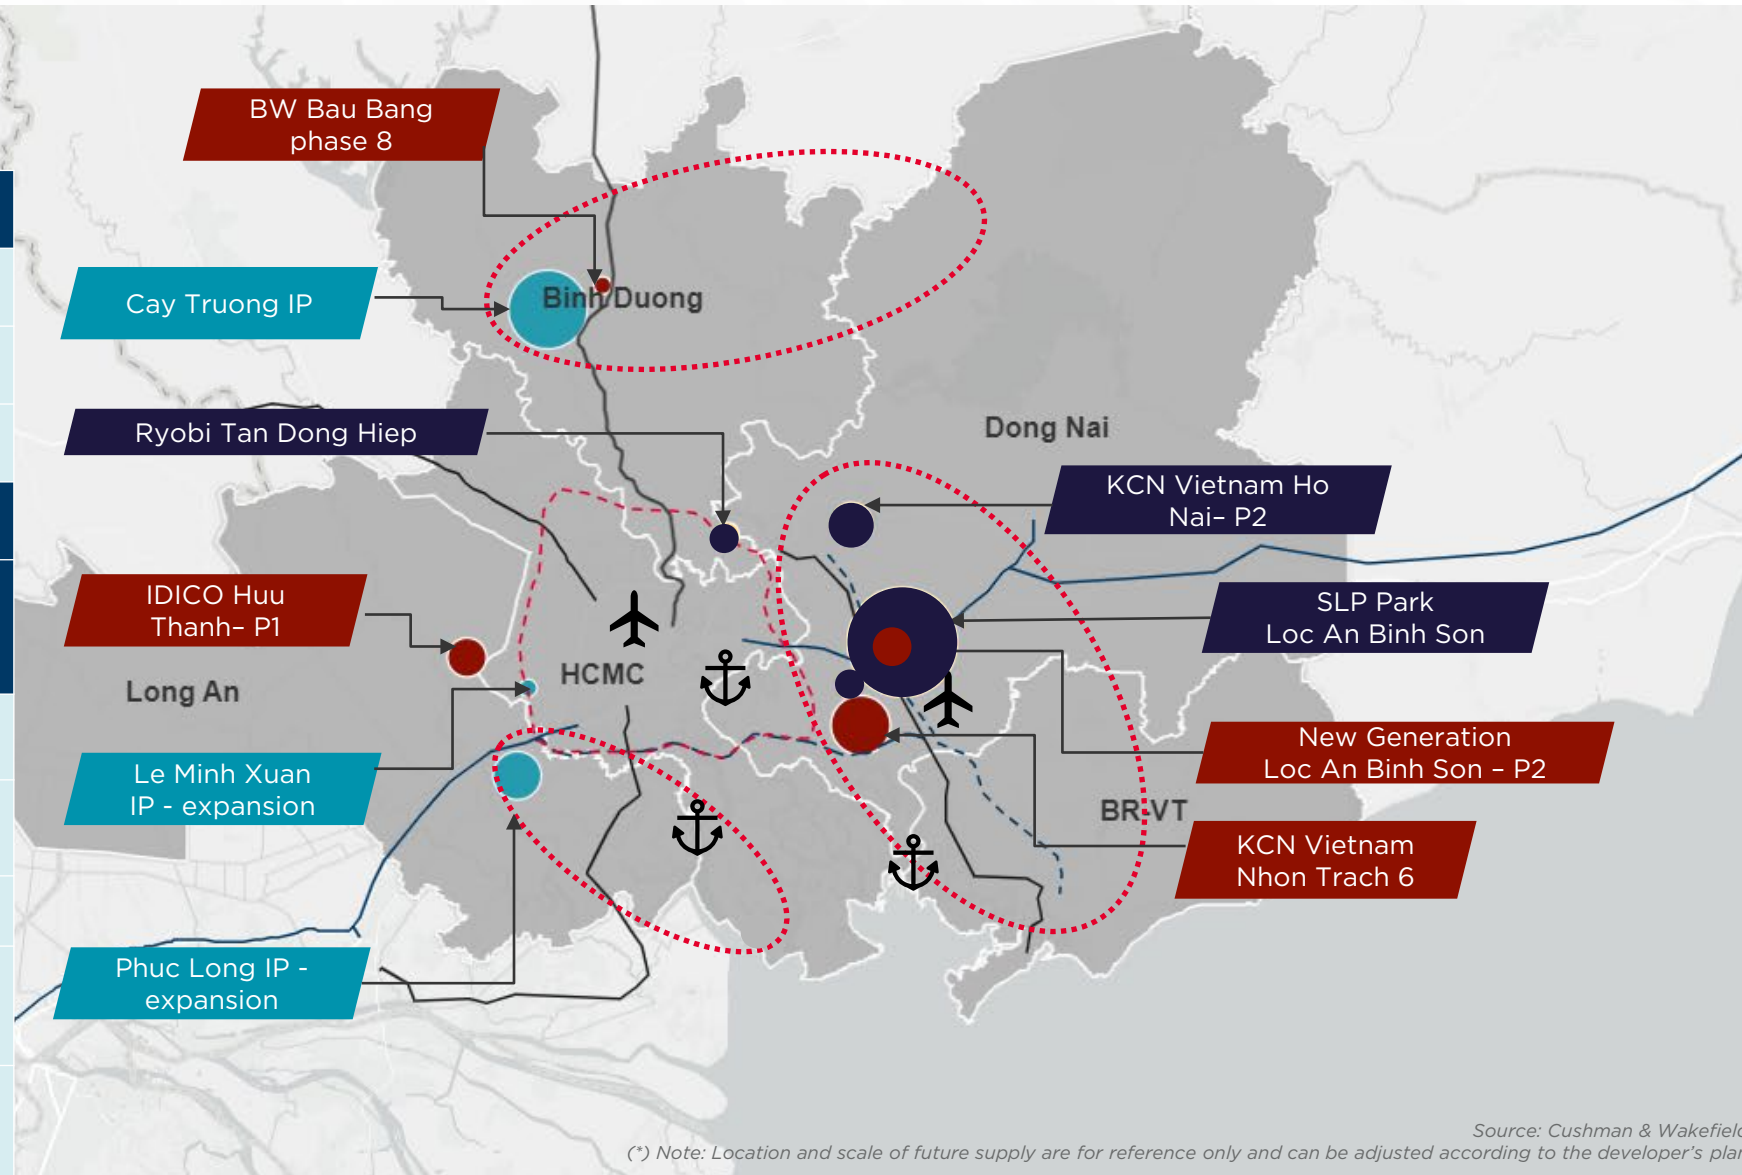 BW Bau Bang
phase 8
Cay Truong IP
Binh Duong
Ryobi Tan Dong Hiep
Dong Nai
KCN Vietnam Ho
Nai– P2
IDICO Huu
Thanh– P1
SLP Park
Loc An Binh Son
HCMC
Long An
New Generation
Loc An Binh Son – P2
Le Minh Xuan
IP - expansion
BR-VT
KCN Vietnam
Nhon Trach 6
Phuc Long IP -
expansion
Source: Cushman & Wakefield
(*) Note: Location and scale of future supply are for reference only and can be adjusted according to the developer's plan